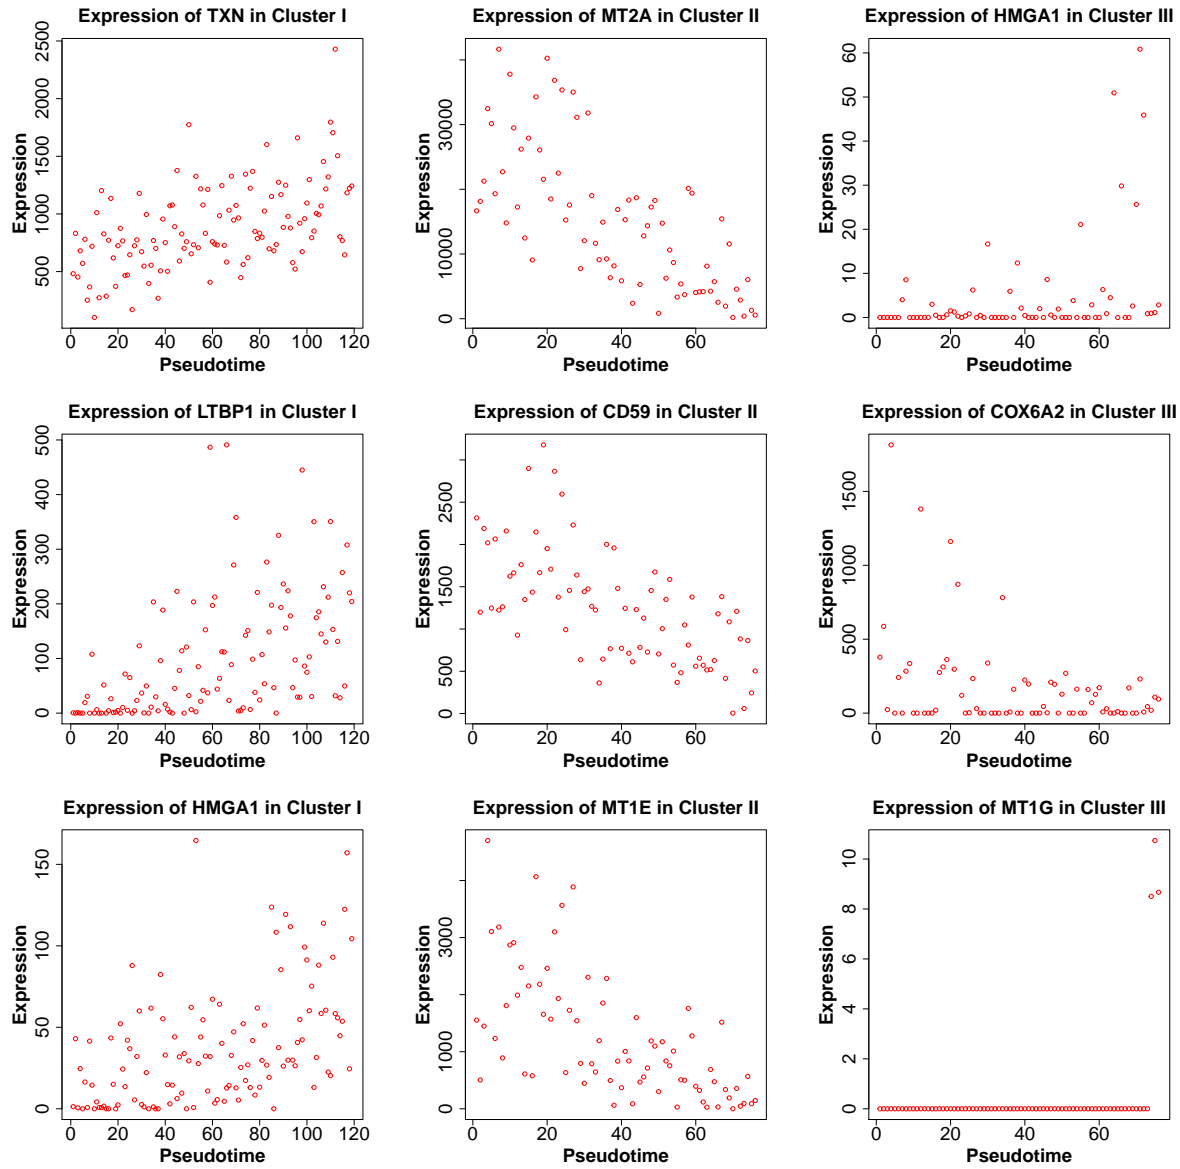 Expression of TXN in Cluster I
Expression
2500
2000
1500
1000
500
0 20 40 60 80 100 120
Pseudotime
Expression of MT2A in Cluster II
Expression
30000
10000
0
0 20 40 60
Pseudotime
Expression of HMGA1 in Cluster III
Expression
60
50
40
30
20
10
0
0 20 40 60
Pseudotime
Expression of LTBP1 in Cluster I
Expression
500
400
300
200
100
0
0 20 40 60 80 100 120
Pseudotime
Expression of CD59 in Cluster II
Expression
2500
1500
500
0
0 20 40 60
Pseudotime
Expression of COX6A2 in Cluster III
Expression
1500
1000
500
0
0 20 40 60
Pseudotime
Expression of HMGA1 in Cluster I
Expression
150
100
50
0
0 20 40 60 80 100 120
Pseudotime
Expression of MT1E in Cluster II
Expression
3000
1000
0
0 20 40 60
Pseudotime
Expression of MT1G in Cluster III
Expression
10
8
6
4
2
0
0 20 40 60
Pseudotime